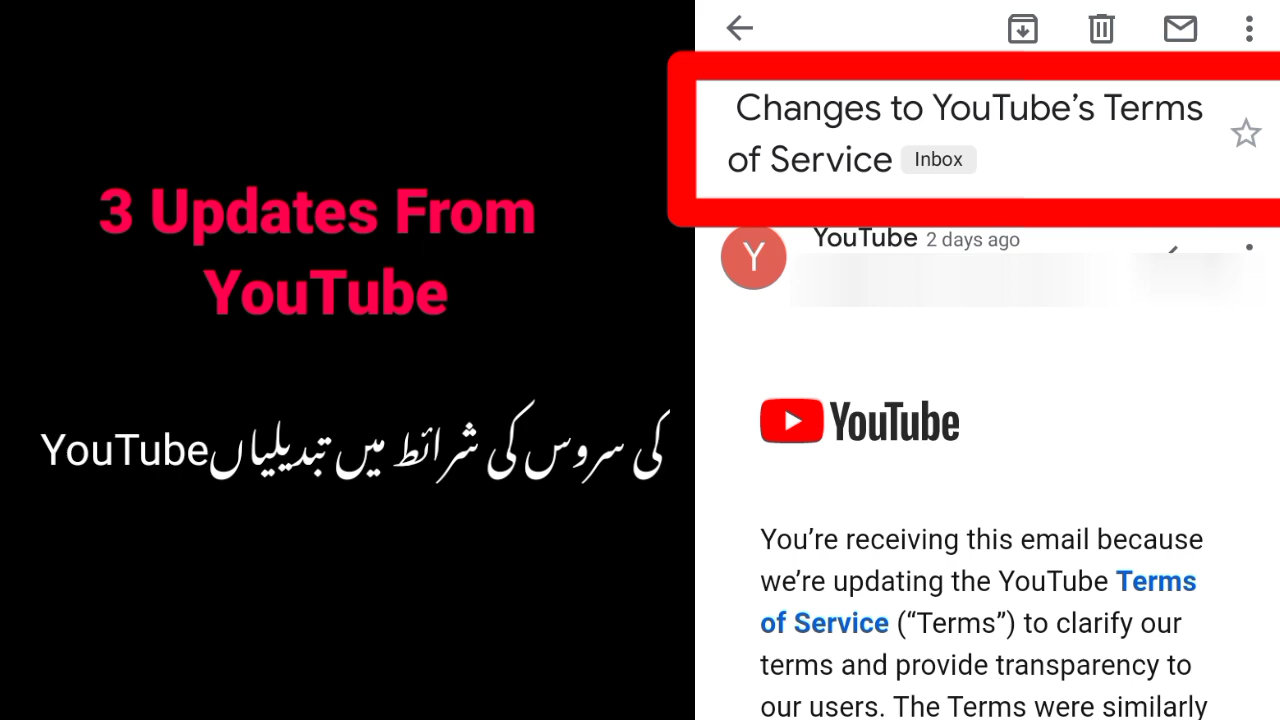 3 Updates From
YouTube
کی سروس کی شرائط میں تبدیلیاں YouTube
Changes to YouTube’s Terms
of Service Inbox
Y YouTube 2 days ago
YouTube
You’re receiving this email because
we’re updating the YouTube Terms
of Service (“Terms”) to clarify our
terms and provide transparency to
our users. The Terms were similarly